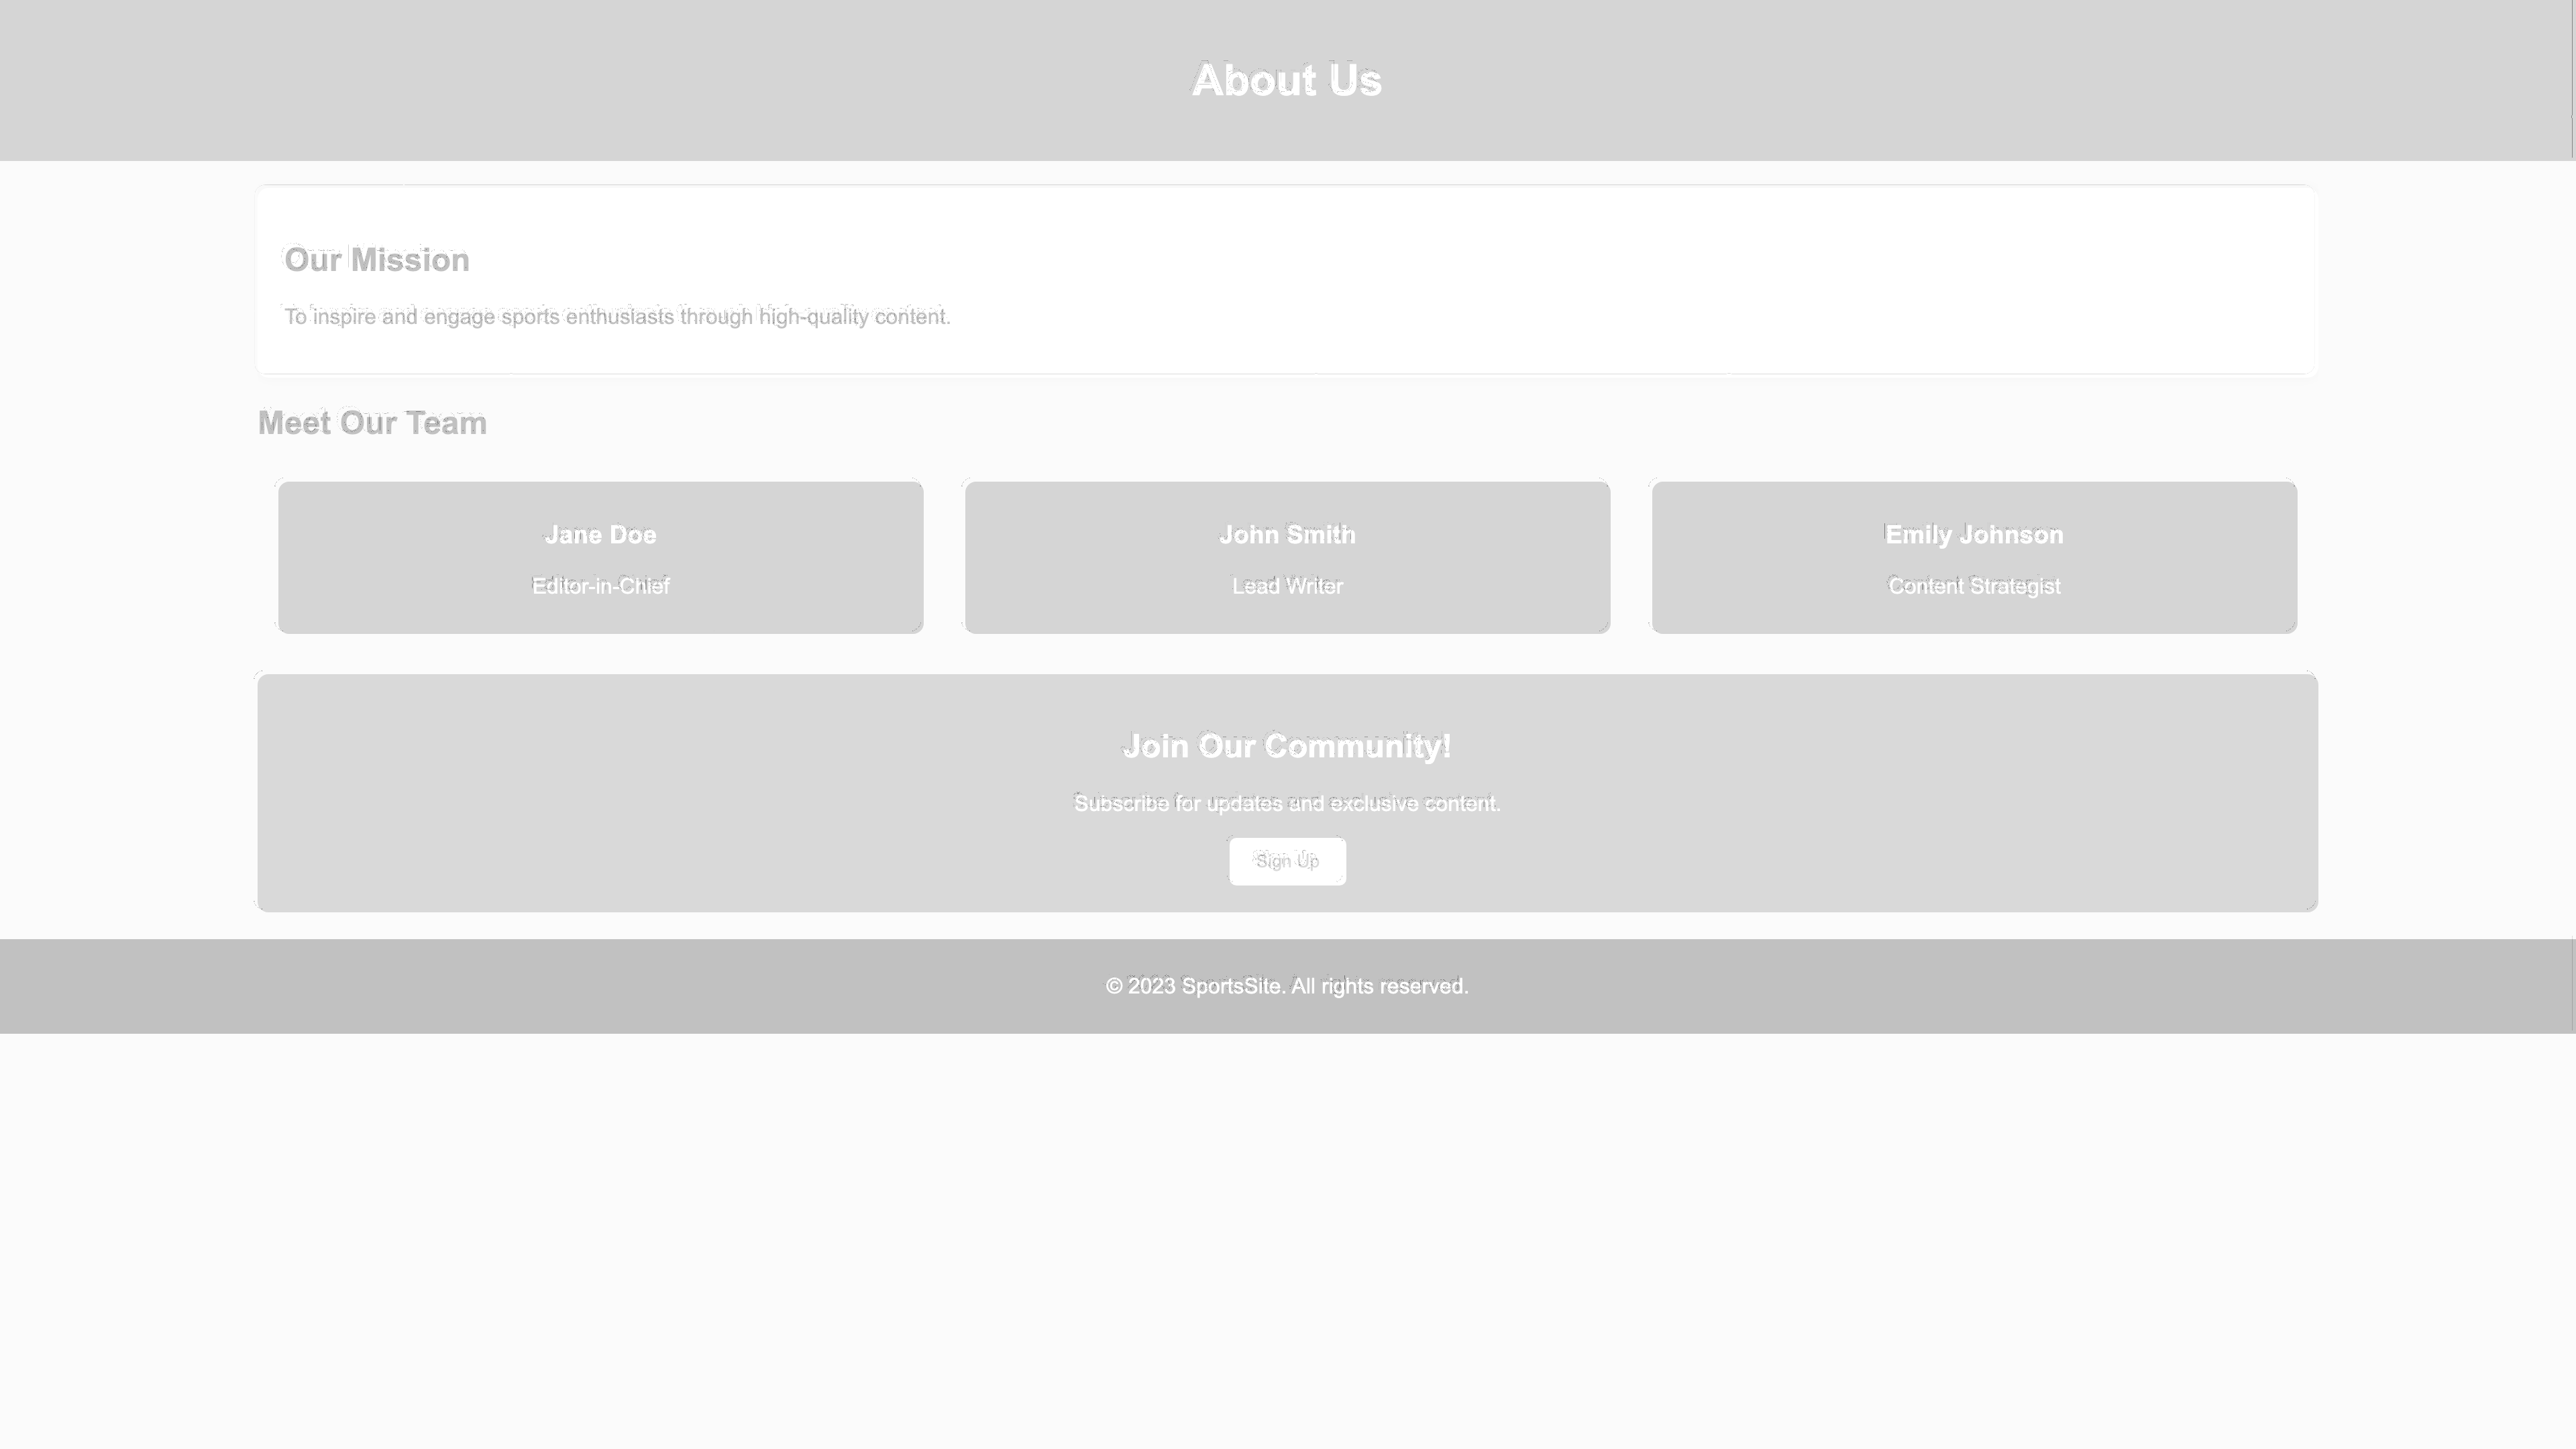 About Us
Our Mission
To inspire and engage sports enthusiasts through high-quality content.
Meet Our Team
Jane Doe
Editor-in-Chief
John Smith
Lead Writer
Emily Johnson
Content Strategist
Join Our Community!
Subscribe for updates and exclusive content.
Sign Up
© 2023 SportsSite. All rights reserved.